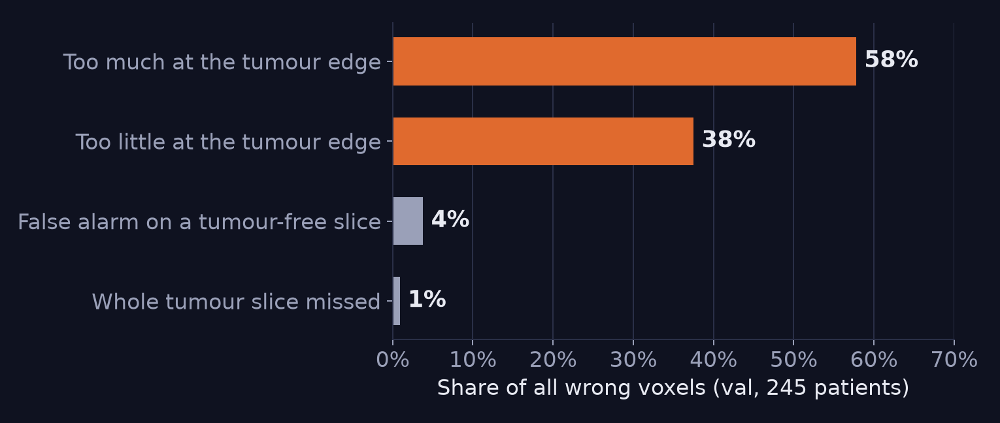 Too much at the tumour edge 58%
Too little at the tumour edge 38%
False alarm on a tumour-free slice 4%
Whole tumour slice missed 1%
0% 10% 20% 30% 40% 50% 60% 70%
Share of all wrong voxels (val, 245 patients)